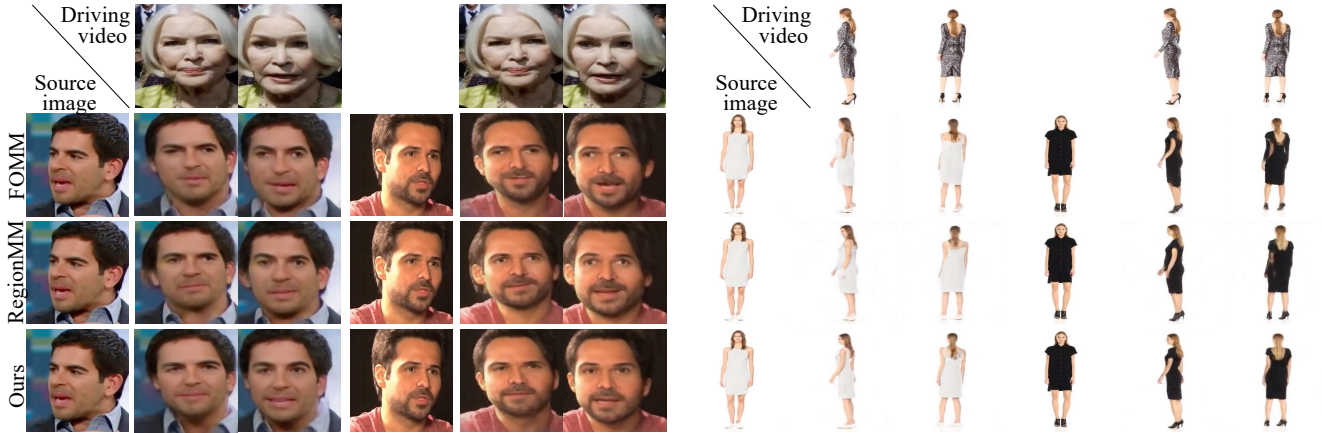 Driving
video
Source
image
Driving
video
Source
image
FOMM
RegionMM
Ours